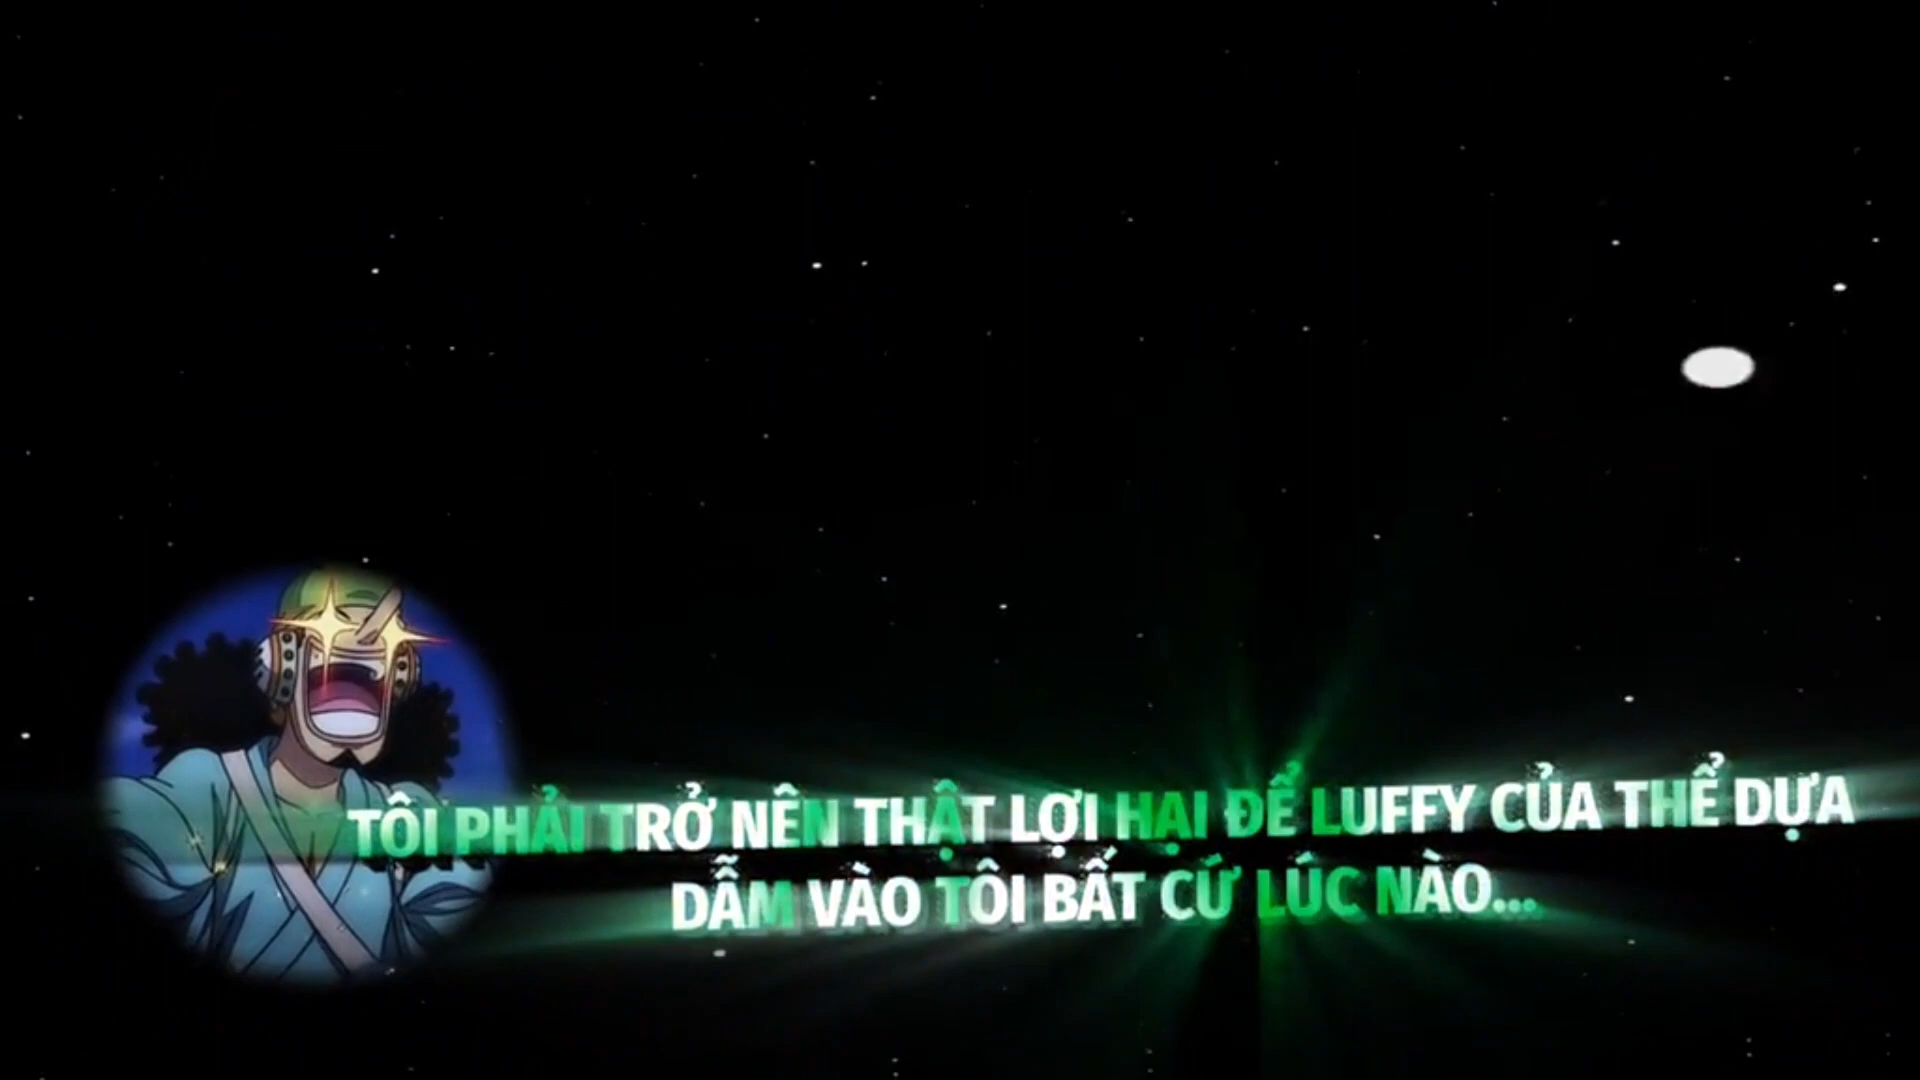 TÔI PHẢI TRỞ NÊN THẬT LỢI HẠI ĐỂ LUFFY CỦA THỂ DỰA
DẪM VÀO TÔI BẤT CỨ LÚC NÀO...